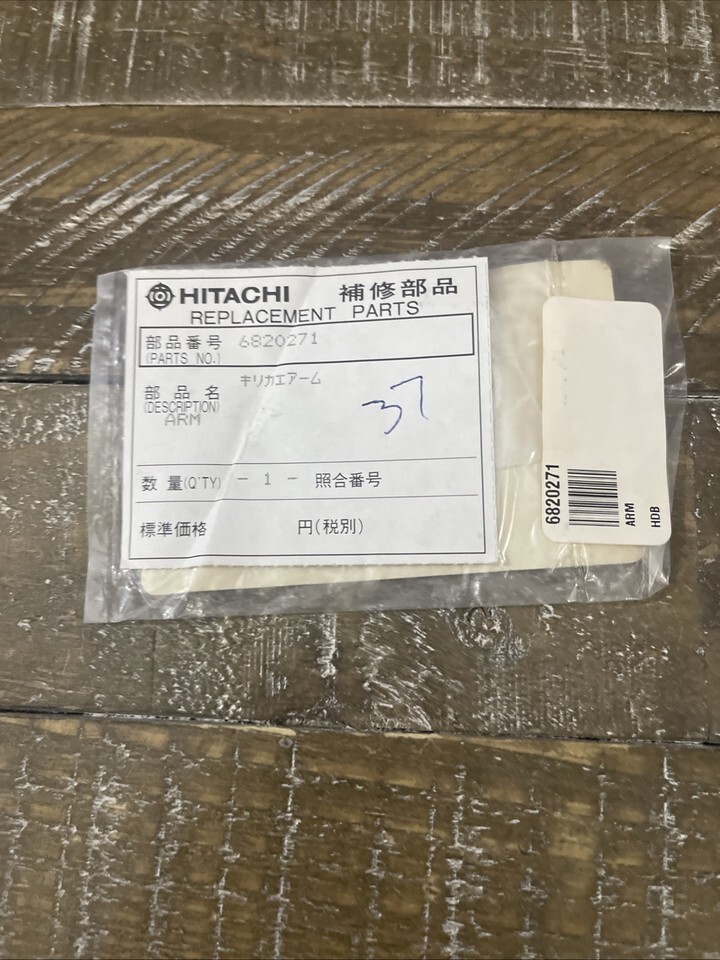 HITACHI 補修部品
REPLACEMENT PARTS
部品番号 6820271
(PARTS NO.)
部品名 キリカエアーム
(DESCRIPTION)
ARM
37
数量(Q'TY) - 1 - 照合番号
標準価格 円(税別)
6820271
ARM
HDB